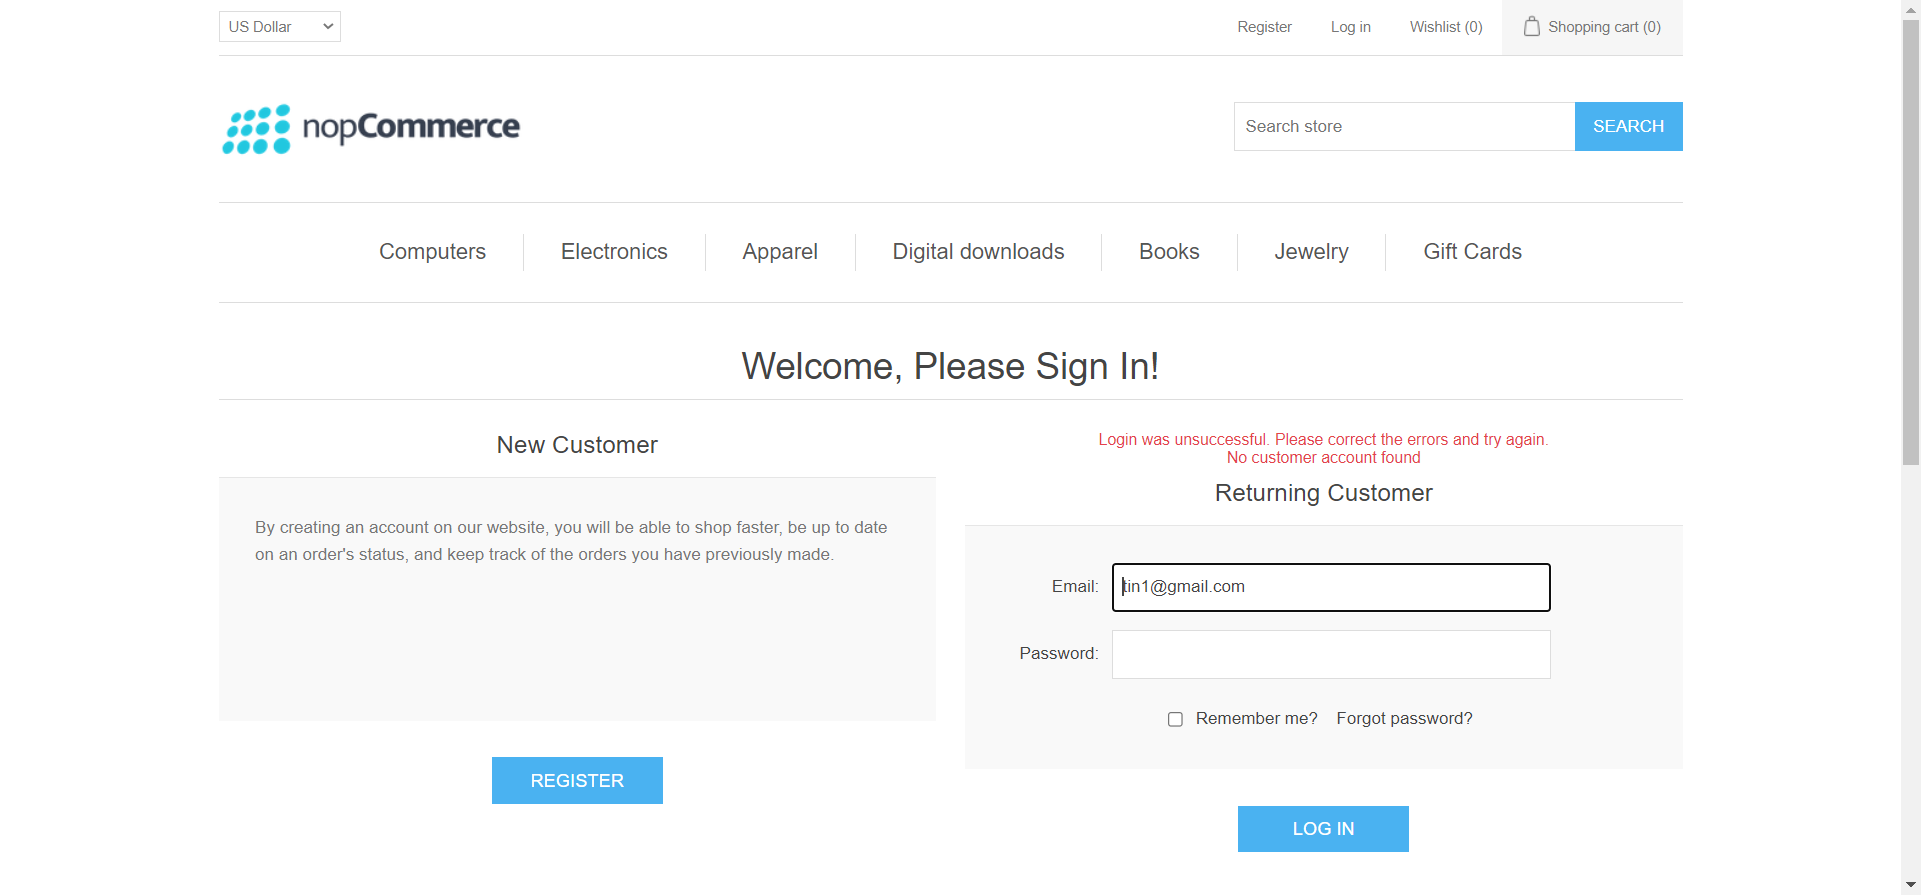 US Dollar
Register
Log in
Wishlist (0)
Shopping cart (0)
nopCommerce
Search store
SEARCH
Computers
Electronics
Apparel
Digital downloads
Books
Jewelry
Gift Cards
Welcome, Please Sign In!
New Customer
By creating an account on our website, you will be able to shop faster, be up to date
on an order's status, and keep track of the orders you have previously made.
REGISTER
Login was unsuccessful. Please correct the errors and try again.
No customer account found
Returning Customer
Email:
tin1@gmail.com
Password:
Remember me?
Forgot password?
LOG IN